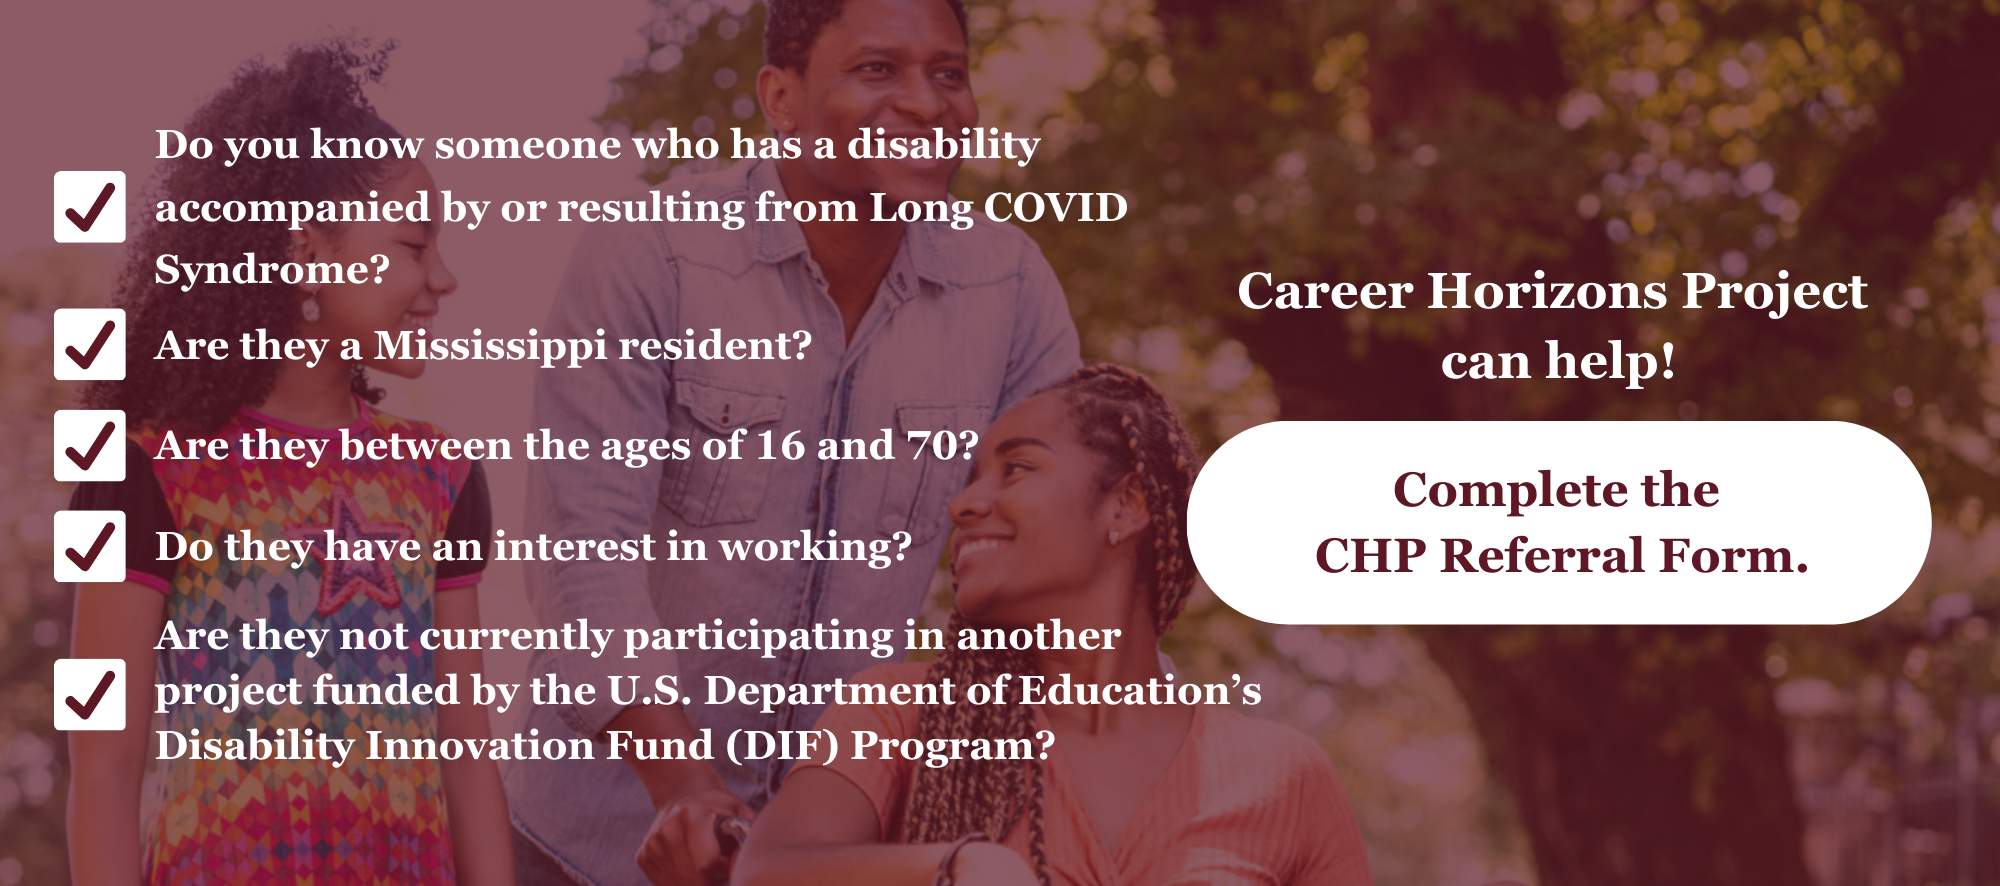 Do you know someone who has a disability
accompanied by or resulting from Long COVID
Syndrome?
Are they a Mississippi resident?
Are they between the ages of 16 and 70?
Do they have an interest in working?
Are they not currently participating in another
project funded by the U.S. Department of Education’s
Disability Innovation Fund (DIF) Program?
Career Horizons Project
can help!
Complete the
CHP Referral Form.